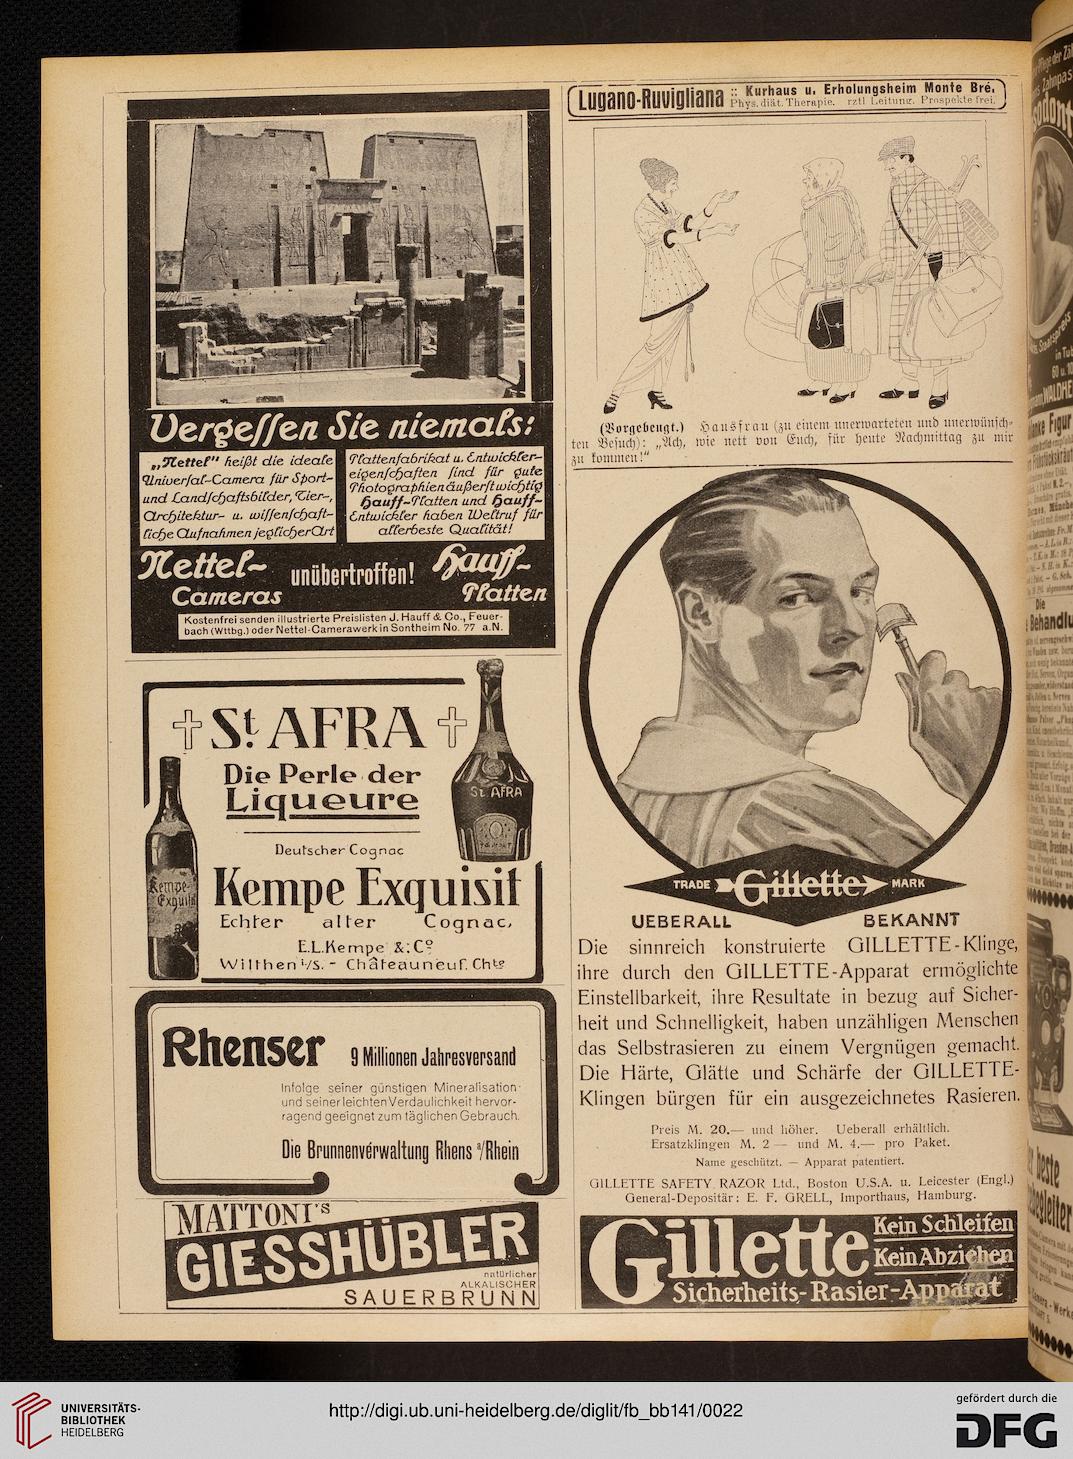 Vergessen Sie niemals:
„Nettel" heißt die ideale
Universal-Camera für Sport-
und Landschaftsbilder, Tier-,
Architektur- u. wissenschaft-
liche Aufnahmen jeglicher Art
Plattenfabrikat u. Entwickler-
eigenschaften sind für gute
Photographien äußerst wichtig
Hauff-Platten und Hauff-
Entwickler haben Weltruf für
allerbeste Qualität!
Nettel-
Cameras
unübertroffen!
Hauff-
Platten
Kostenfrei senden illustrierte Preislisten J. Hauff & Co., Feuer-
bach (Wttbg.) oder Nettel-Camerawerk in Sontheim No. 77 a.N.
St. AFRA
Die Perle der
Liqueure
St. AFRA
Deutscher Cognac
Kempe Exquisit
Kempe-
Exquisit
Echter alter Cognac,
E.L.Kempe & Co
Wilthen i/S. - Châteauneuf. Chte
Rhenser
9 Millionen Jahresversand
Infolge seiner günstigen Mineralisation
und seiner leichten Verdaulichkeit hervor-
ragend geeignet zum täglichen Gebrauch.
Die Brunnenverwaltung Rhens a/Rhein
MATTONI's
GIESSHÜBLER
natürlicher
ALKALISCHER
SAUERBRUNN
Lugano-Ruvigliana :: Kurhaus u. Erholungsheim Monte Bré.
Phys. diät. Therapie. rztl Leitung. Prospekte frei.
(Vorgebeugt.) Hausfrau (zu einem unerwarteten und unerwünsch-
ten Besuch): „Ach, wie nett von Euch, für heute Nachmittag zu mir
zu kommen!"
TRADE Gillette MARK
UEBERALL BEKANNT
Die sinnreich konstruierte GILLETTE-Klinge,
ihre durch den GILLETTE-Apparat ermöglichte
Einstellbarkeit, ihre Resultate in bezug auf Sicher-
heit und Schnelligkeit, haben unzähligen Menschen
das Selbstrasieren zu einem Vergnügen gemacht.
Die Härte, Glätte und Schärfe der GILLETTE-
Klingen bürgen für ein ausgezeichnetes Rasieren.
Preis M. 20.— und höher. Ueberall erhältlich.
Ersatzklingen M. 2 — und M. 4.— pro Paket.
Name geschützt. — Apparat patentiert.
GILLETTE SAFETY RAZOR Ltd., Boston U.S.A. u. Leicester (Engl.)
General-Depositär: E. F. GRELL, Importhaus, Hamburg.
Gillette
Kein Schleifen
Kein Abziehen
Sicherheits-Rasier-Apparat
UNIVERSITÄTS-
BIBLIOTHEK
HEIDELBERG
http://digi.ub.uni-heidelberg.de/diglit/fb_bb141/0022
gefördert durch die
DFG